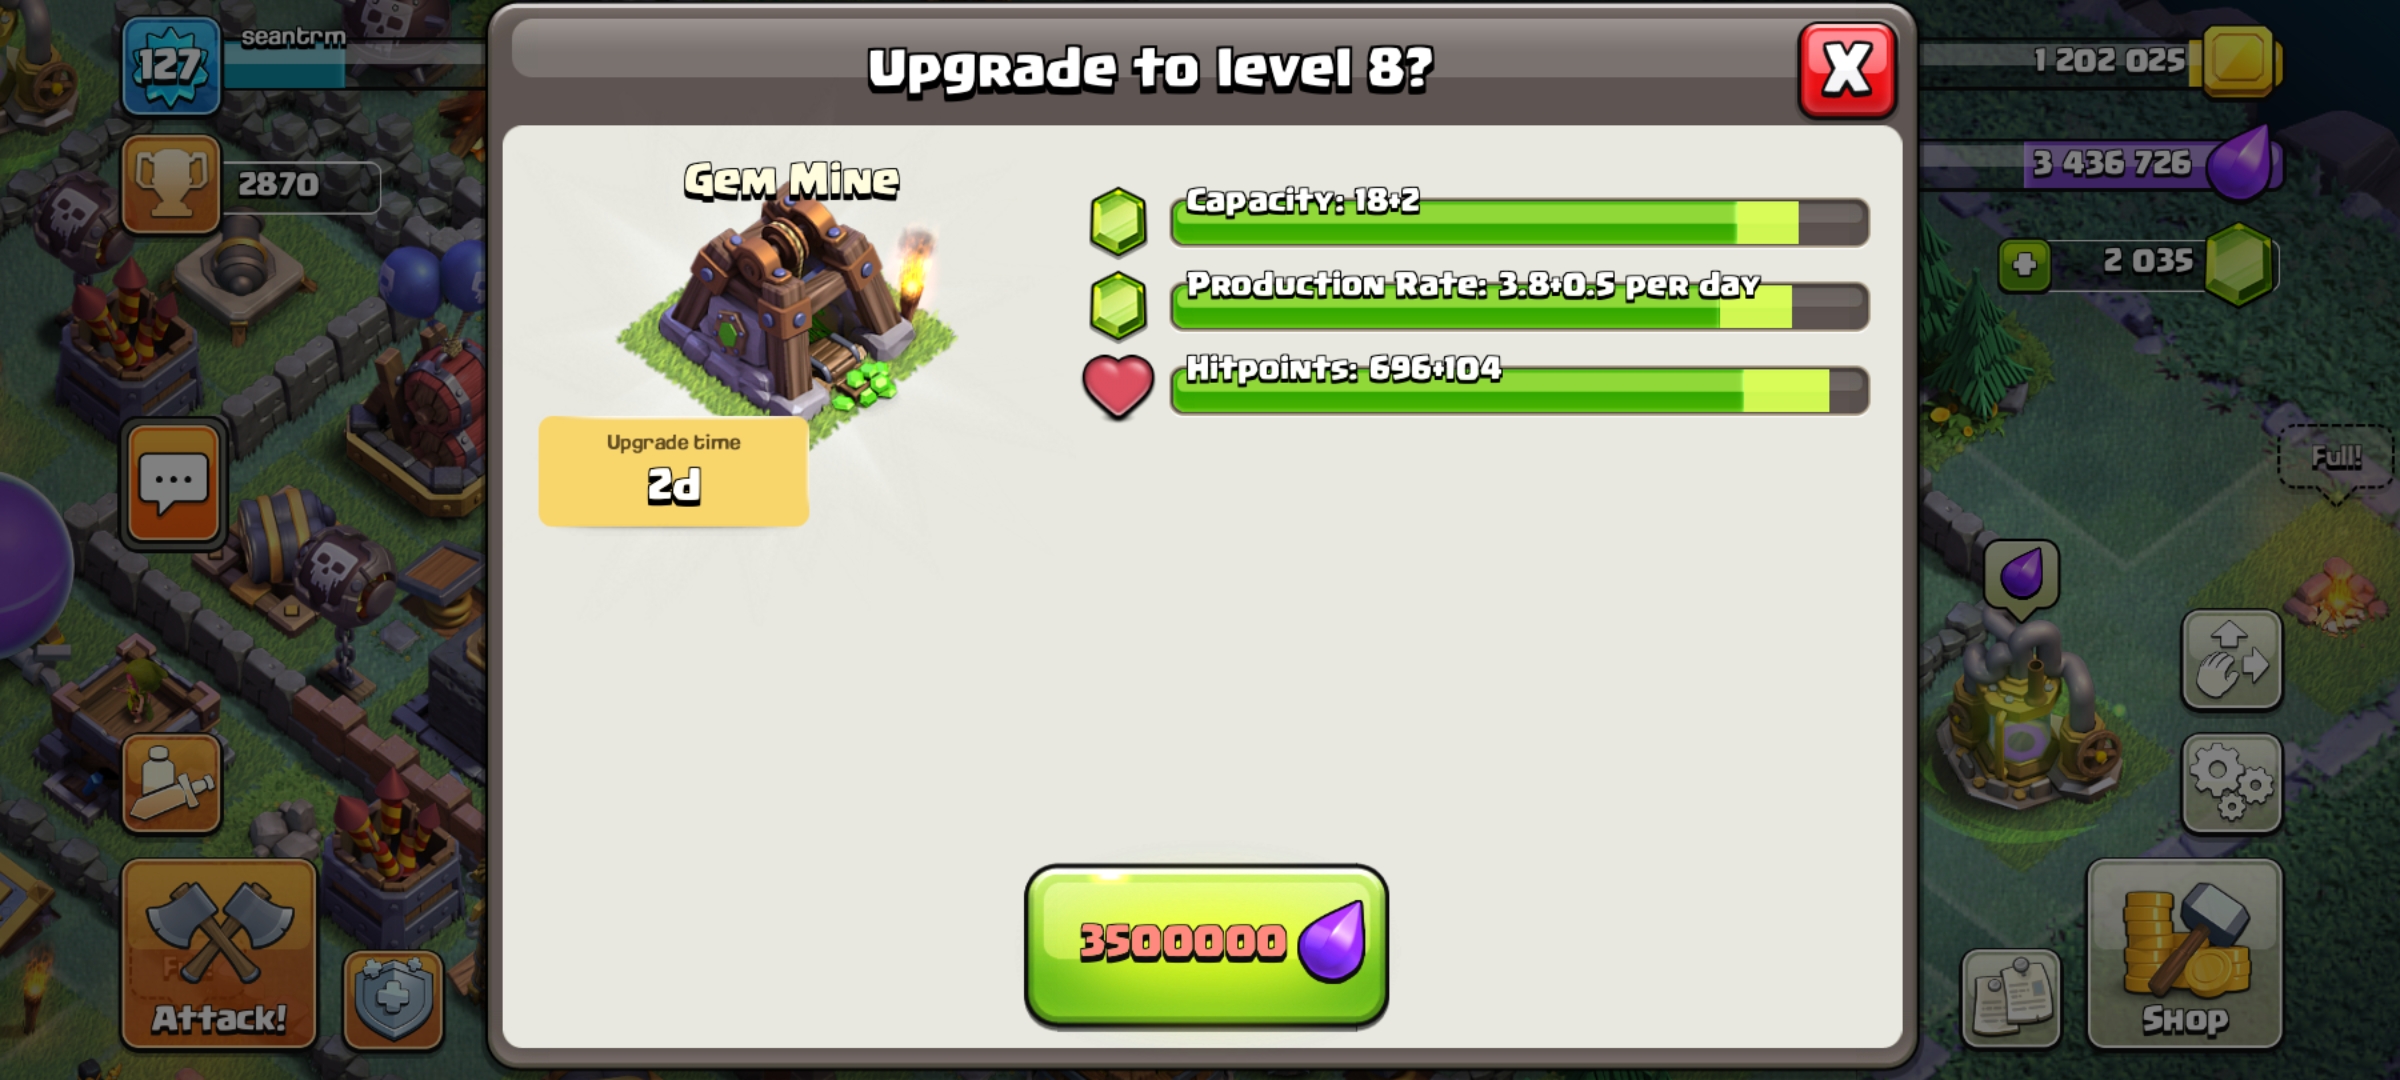 127
seantrm
Upgrade to level 8?
X
1 202 025
2870
Gem Mine
Capacity: 18+2
3 436 726
2 035
Production Rate: 3.8+0.5 per day
Hitpoints: 696+104
Upgrade time
2d
Full!
3500000
Attack!
Shop